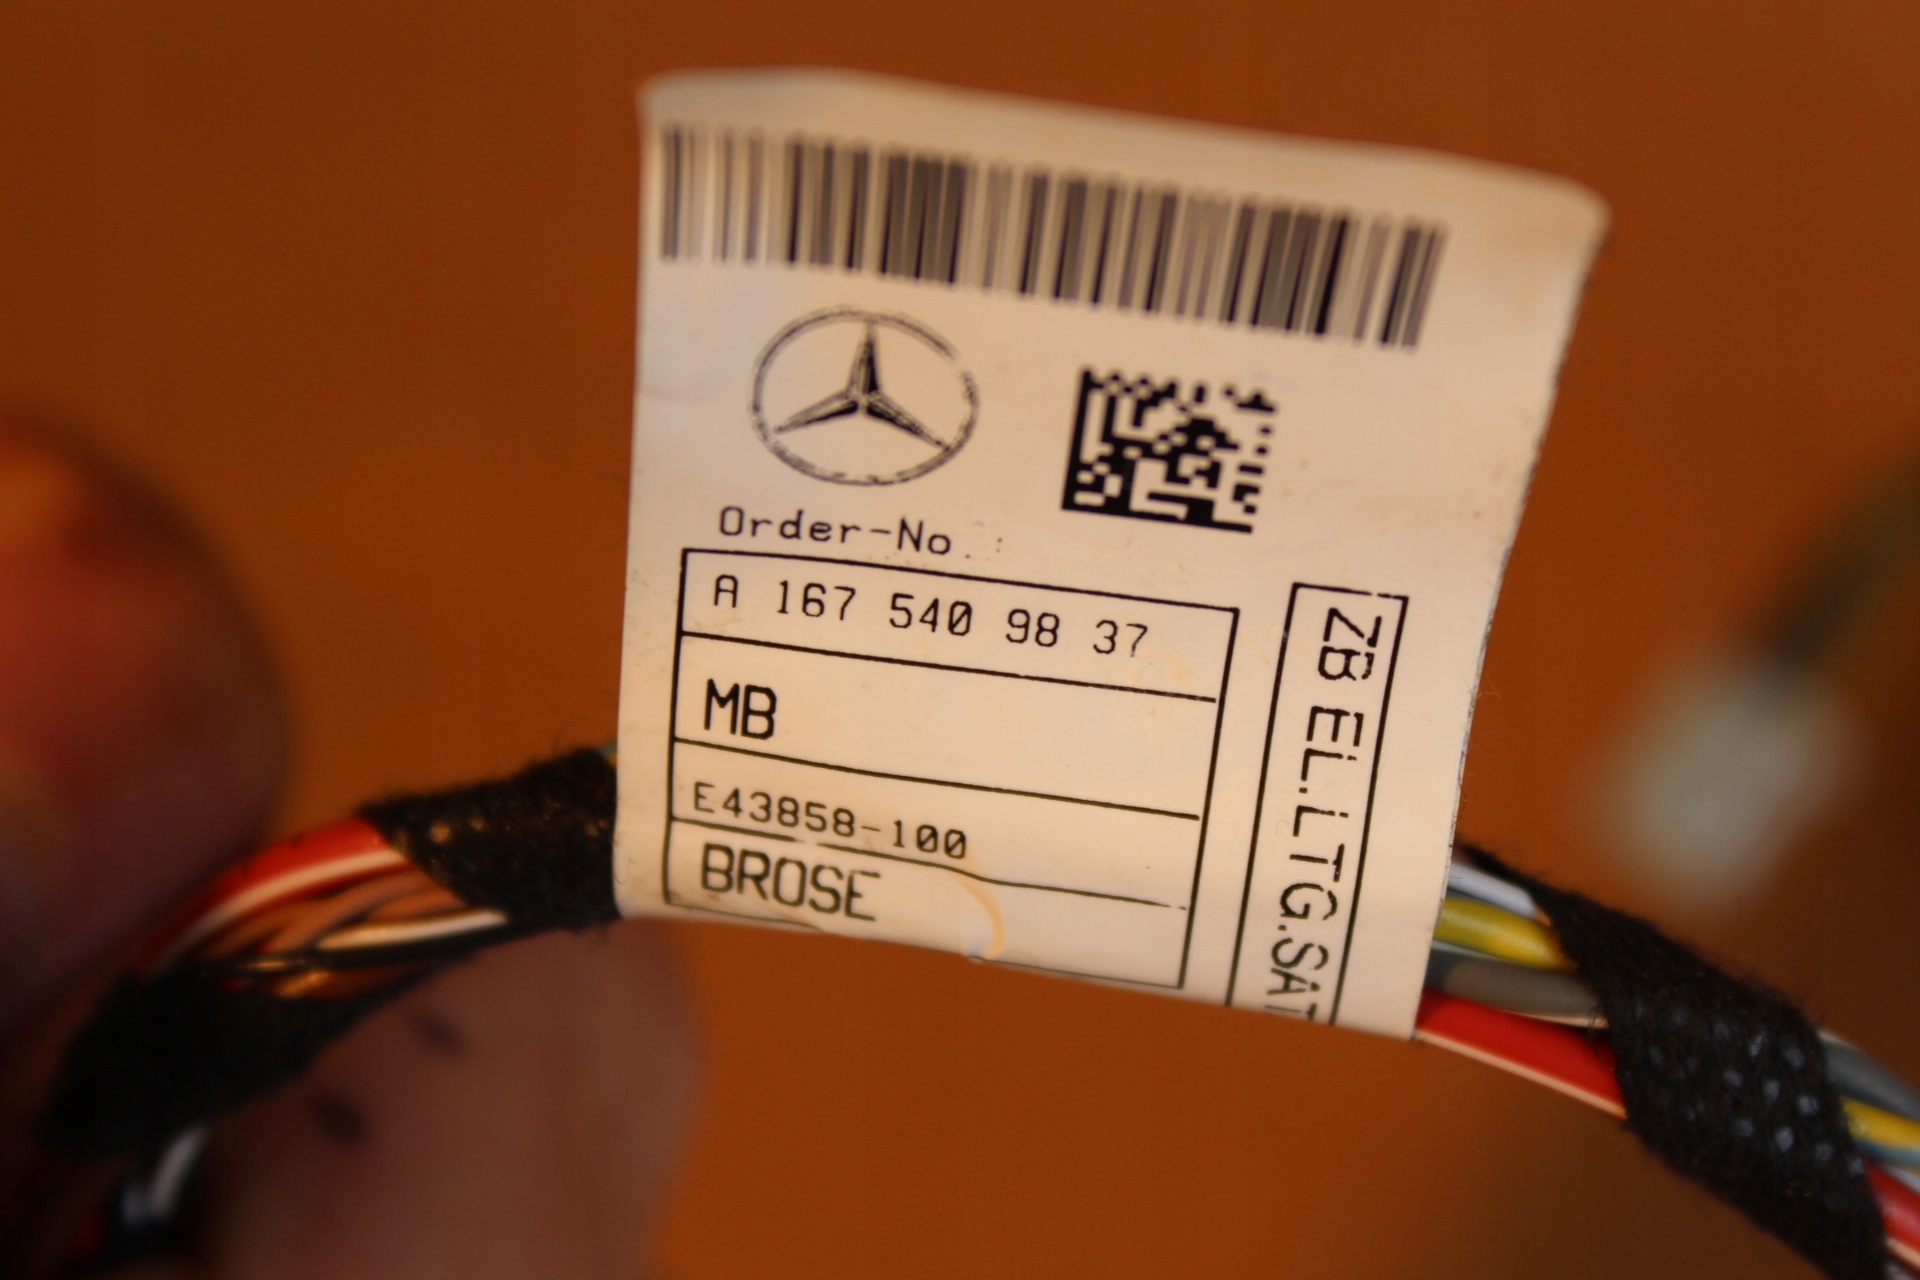 Order-No.:
A 167 540 98 37
MB
E43858-100
BROSE
ZB EL.LTG.SAT